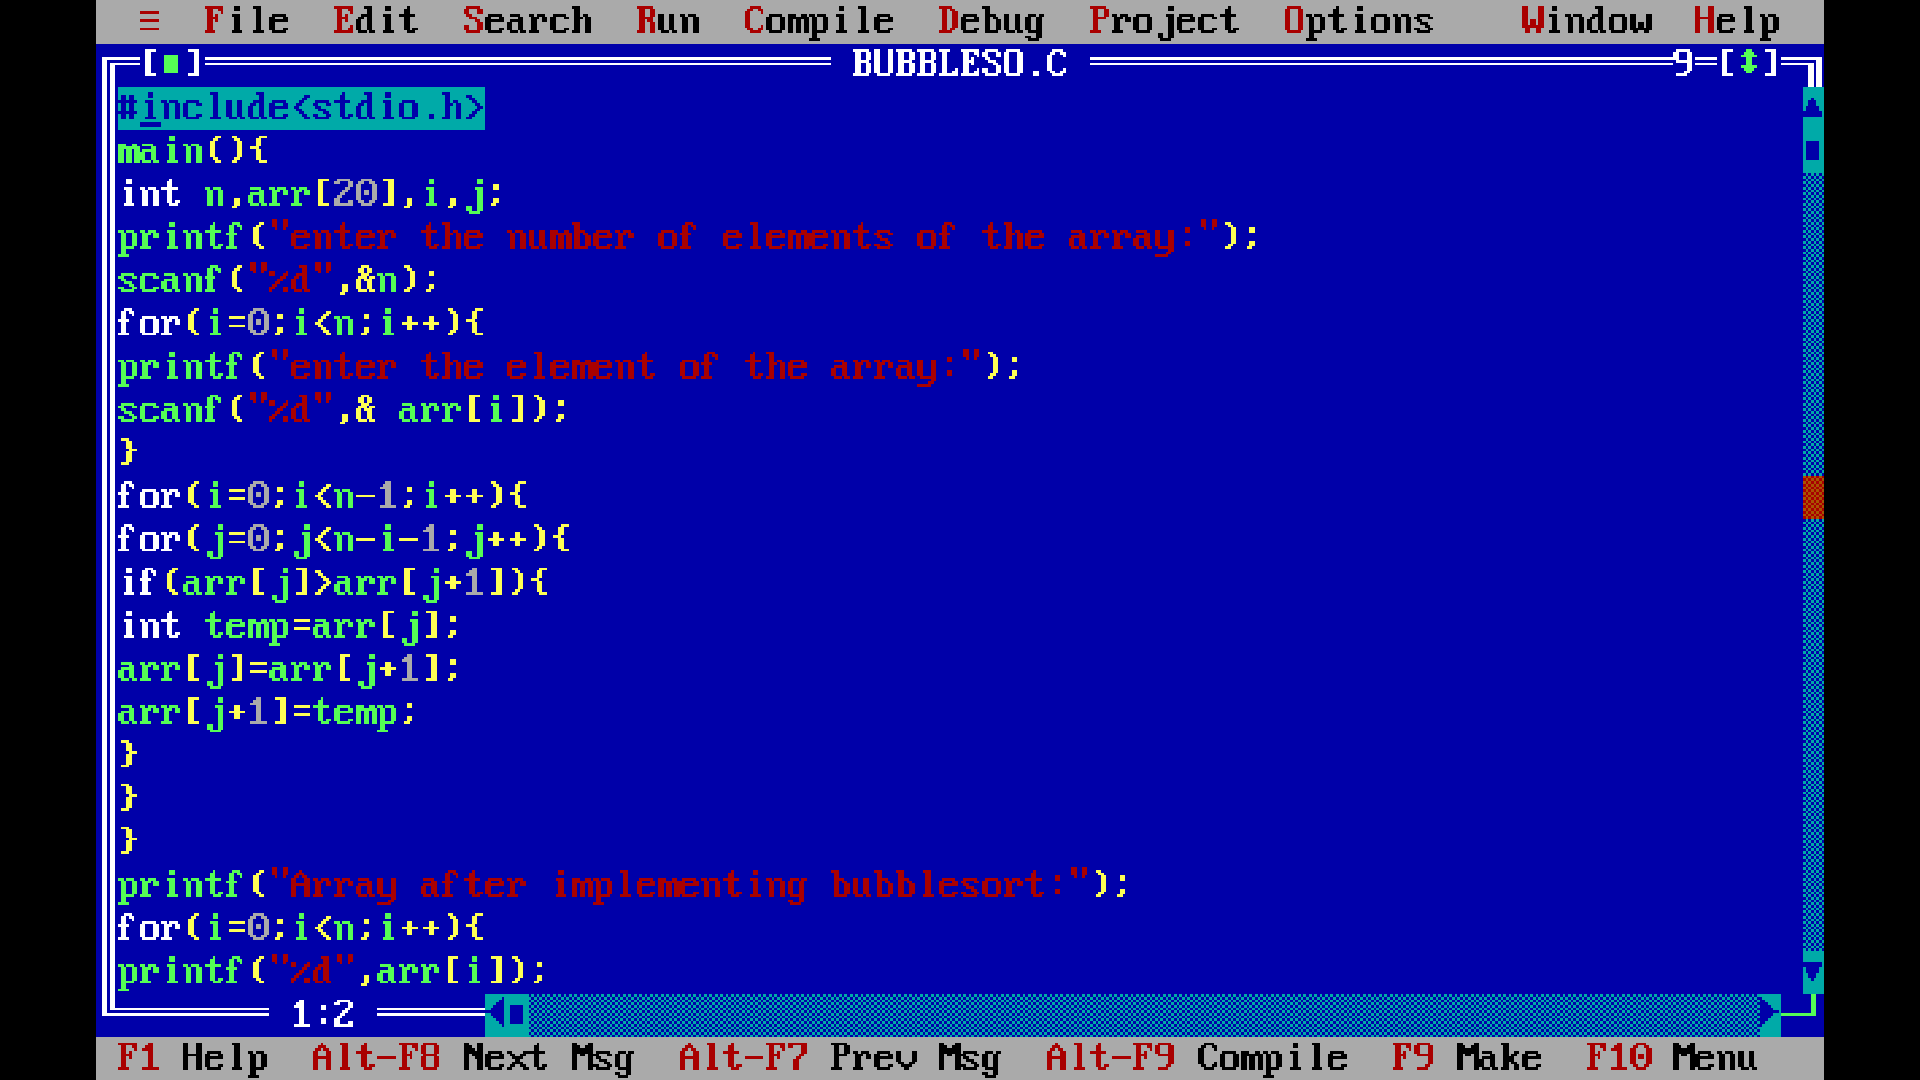 ≡ File Edit Search Run Compile Debug Project Options Window Help
[■] BUBBLESO.C 9=[↕]
#include<stdio.h>
main(){
int n,arr[20],i,j;
printf("enter the number of elements of the array:");
scanf("%d",&n);
for(i=0;i<n;i++){
printf("enter the element of the array:");
scanf("%d",& arr[i]);
}
for(i=0;i<n-1;i++){
for(j=0;j<n-i-1;j++){
if(arr[j]>arr[j+1]){
int temp=arr[j];
arr[j]=arr[j+1];
arr[j+1]=temp;
}
}
}
printf("Array after implementing bubblesort:");
for(i=0;i<n;i++){
printf("%d",arr[i]);
1:2
F1 Help Alt-F8 Next Msg Alt-F7 Prev Msg Alt-F9 Compile F9 Make F10 Menu